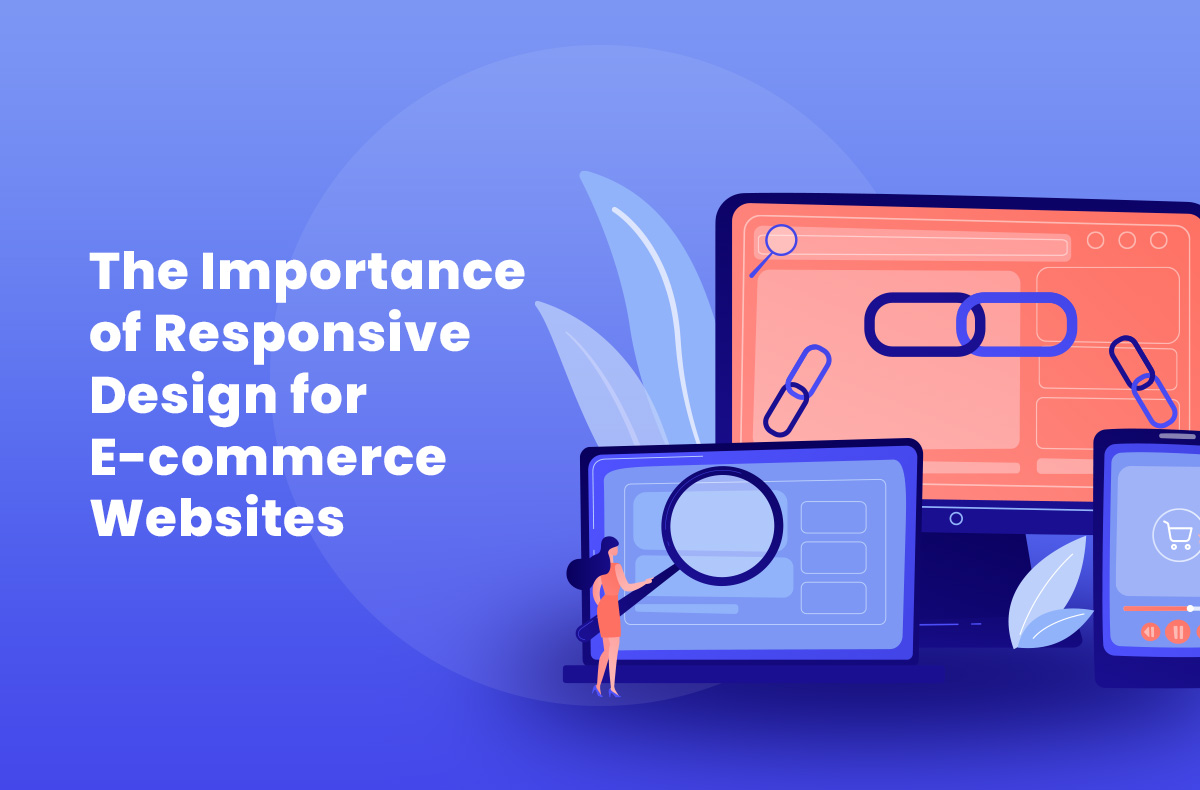 The Importance
of Responsive
Design for
E-commerce
Websites